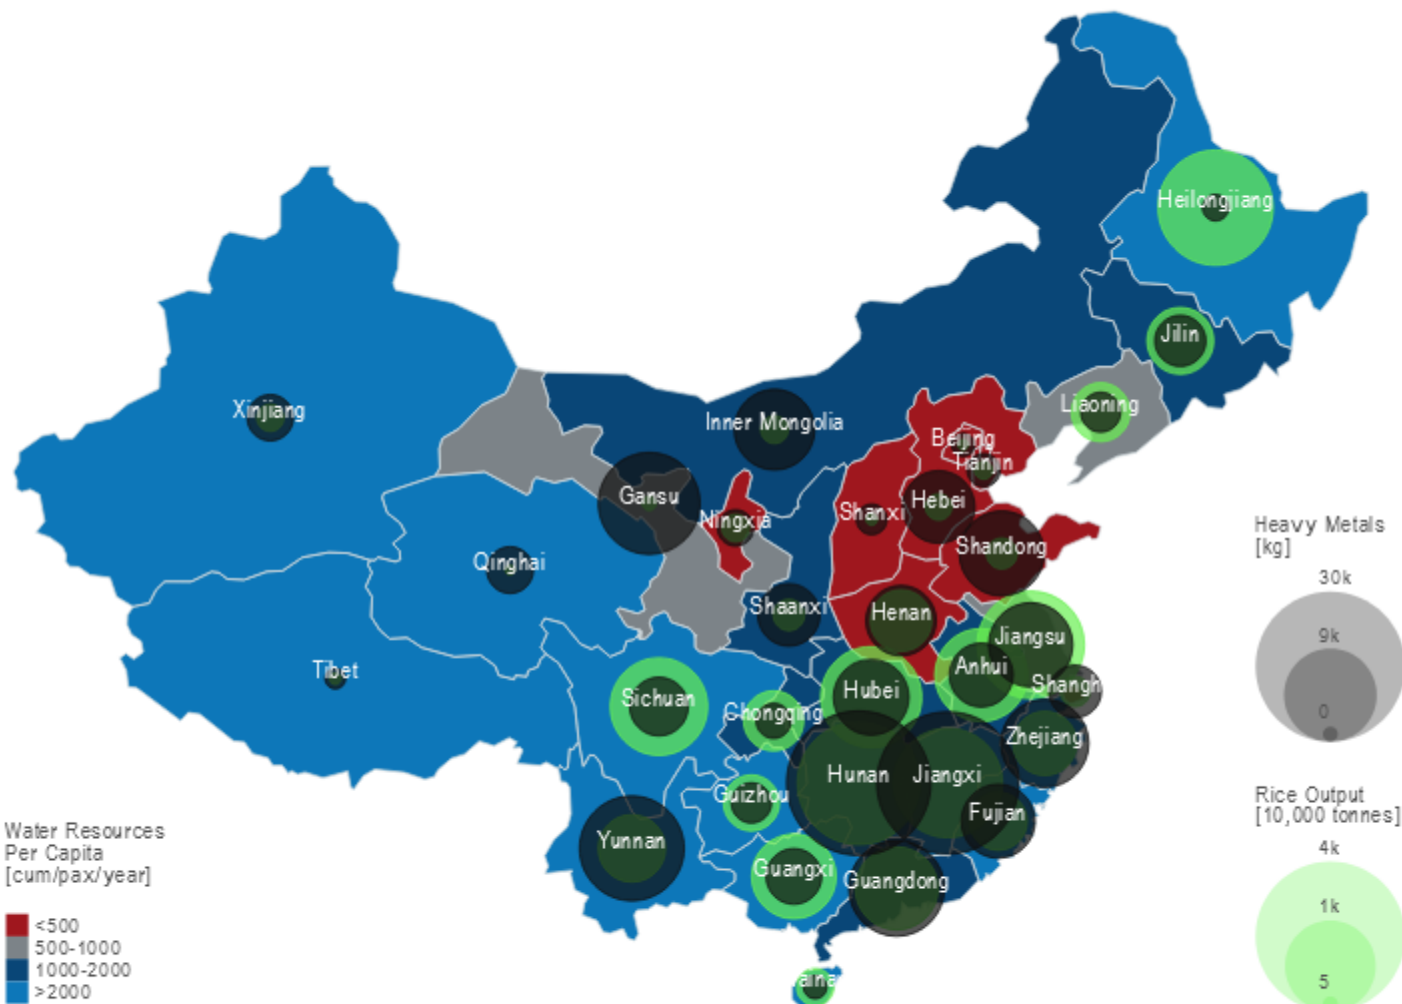 Heilongjiang
Jilin
Liaoning
Xinjiang
Inner Mongolia
Beijing
Tianjin
Gansu
Hebei
Ningxia
Shanxi
Shandong
Qinghai
Shaanxi
Henan
Jiangsu
Tibet
Anhui
Sichuan
Hubei
Shangh
Chongqing
Zhejiang
Hunan
Jiangxi
Guizhou
Fujian
Yunnan
Guangxi
Guangdong
aina
Heavy Metals
[kg]
30k
9k
0
Rice Output
[10,000 tonnes]
4k
1k
5
Water Resources
Per Capita
[cum/pax/year]
<500
500-1000
1000-2000
>2000